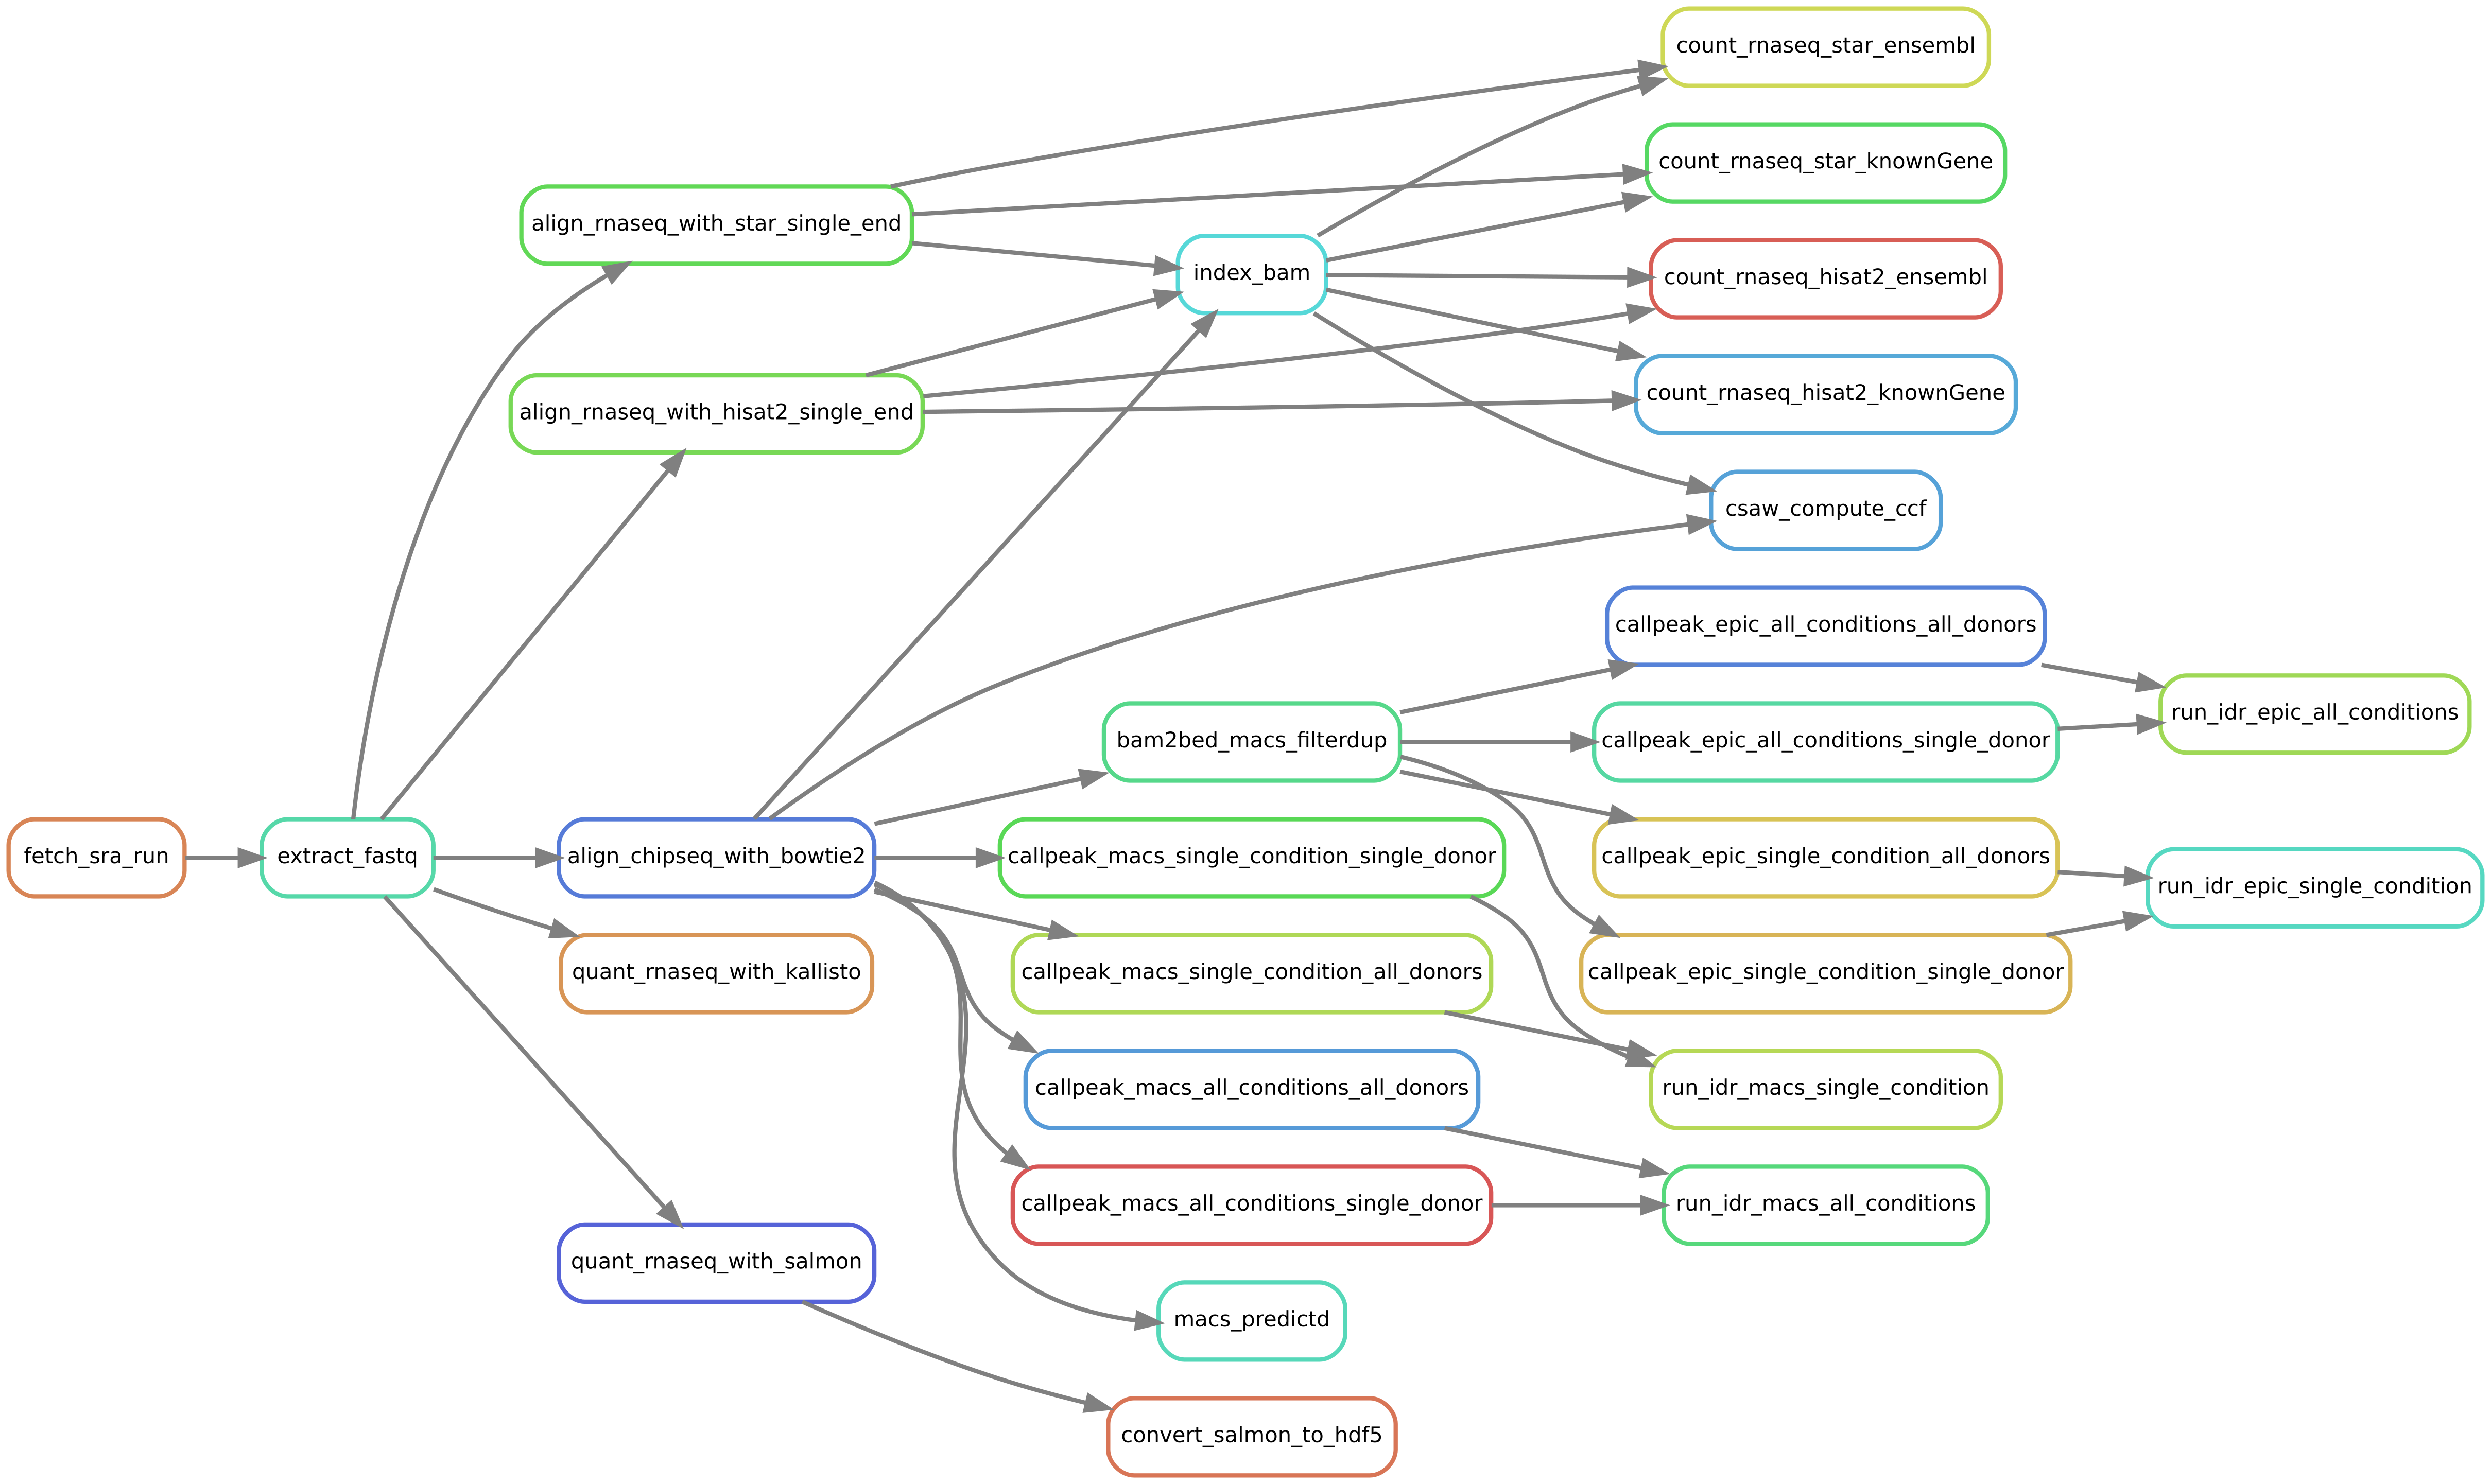 count_rnaseq_star_ensembl
count_rnaseq_star_knownGene
align_rnaseq_with_star_single_end
index_bam
count_rnaseq_hisat2_ensembl
align_rnaseq_with_hisat2_single_end
count_rnaseq_hisat2_knownGene
csaw_compute_ccf
callpeak_epic_all_conditions_all_donors
run_idr_epic_all_conditions
bam2bed_macs_filterdup
callpeak_epic_all_conditions_single_donor
fetch_sra_run
extract_fastq
align_chipseq_with_bowtie2
callpeak_macs_single_condition_single_donor
callpeak_epic_single_condition_all_donors
run_idr_epic_single_condition
quant_rnaseq_with_kallisto
callpeak_macs_single_condition_all_donors
callpeak_epic_single_condition_single_donor
callpeak_macs_all_conditions_all_donors
run_idr_macs_single_condition
callpeak_macs_all_conditions_single_donor
run_idr_macs_all_conditions
quant_rnaseq_with_salmon
macs_predictd
convert_salmon_to_hdf5